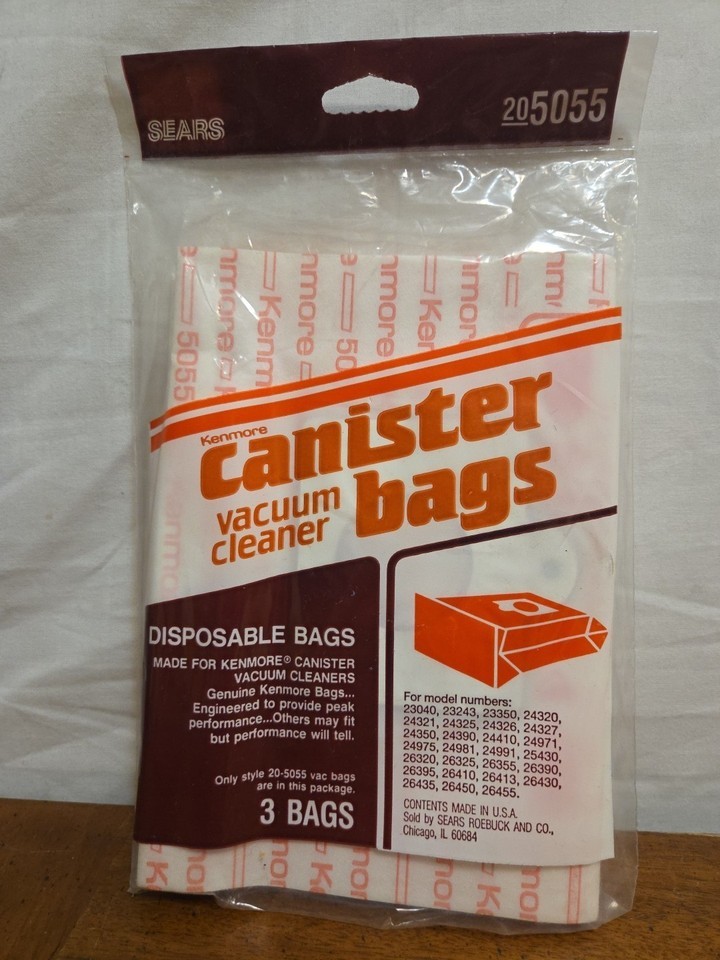 SEARS
205055
Kenmore
canister
vacuum
cleaner
bags
DISPOSABLE BAGS
MADE FOR KENMORE® CANISTER
VACUUM CLEANERS
Genuine Kenmore Bags...
Engineered to provide peak
performance...Others may fit
but performance will tell.
Only style 20-5055 vac bags
are in this package.
3 BAGS
For model numbers:
23040, 23243, 23350, 24320,
24321, 24325, 24326, 24327,
24350, 24390, 24410, 24971,
24975, 24981, 24991, 25430,
26320, 26325, 26355, 26390,
26395, 26410, 26413, 26430,
26435, 26450, 26455.
CONTENTS MADE IN U.S.A.
Sold by SEARS ROEBUCK AND CO.,
Chicago, IL 60684